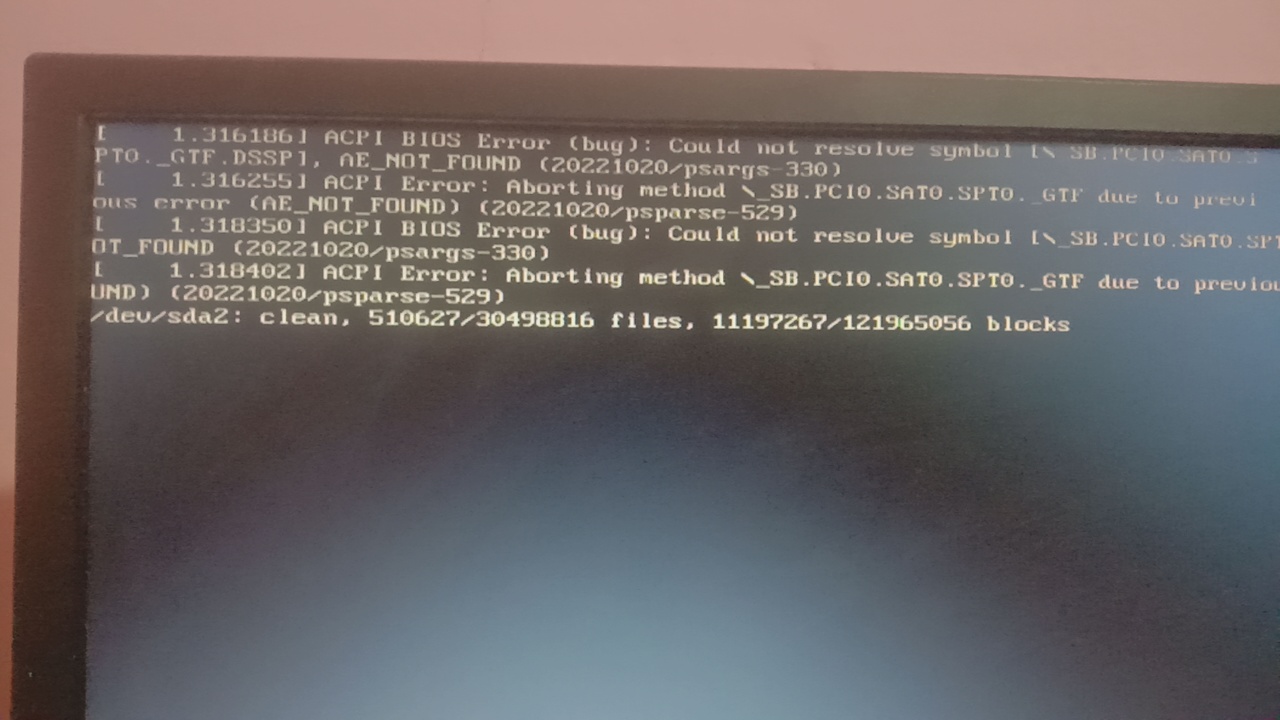 [    1.316186] ACPI BIOS Error (bug): Could not resolve symbol [\_SB.PCI0.SAT0.S
PT0._GTF.DSSP], AE_NOT_FOUND (20221020/psargs-330)
[    1.316255] ACPI Error: Aborting method \_SB.PCI0.SAT0.SPT0._GTF due to previ
ous error (AE_NOT_FOUND) (20221020/psparse-529)
[    1.318350] ACPI BIOS Error (bug): Could not resolve symbol [\_SB.PCI0.SAT0.SPT
OT_FOUND (20221020/psargs-330)
[    1.318402] ACPI Error: Aborting method \_SB.PCI0.SAT0.SPT0._GTF due to previou
UND) (20221020/psparse-529)
/dev/sda2: clean, 510627/30498816 files, 11197267/121965056 blocks